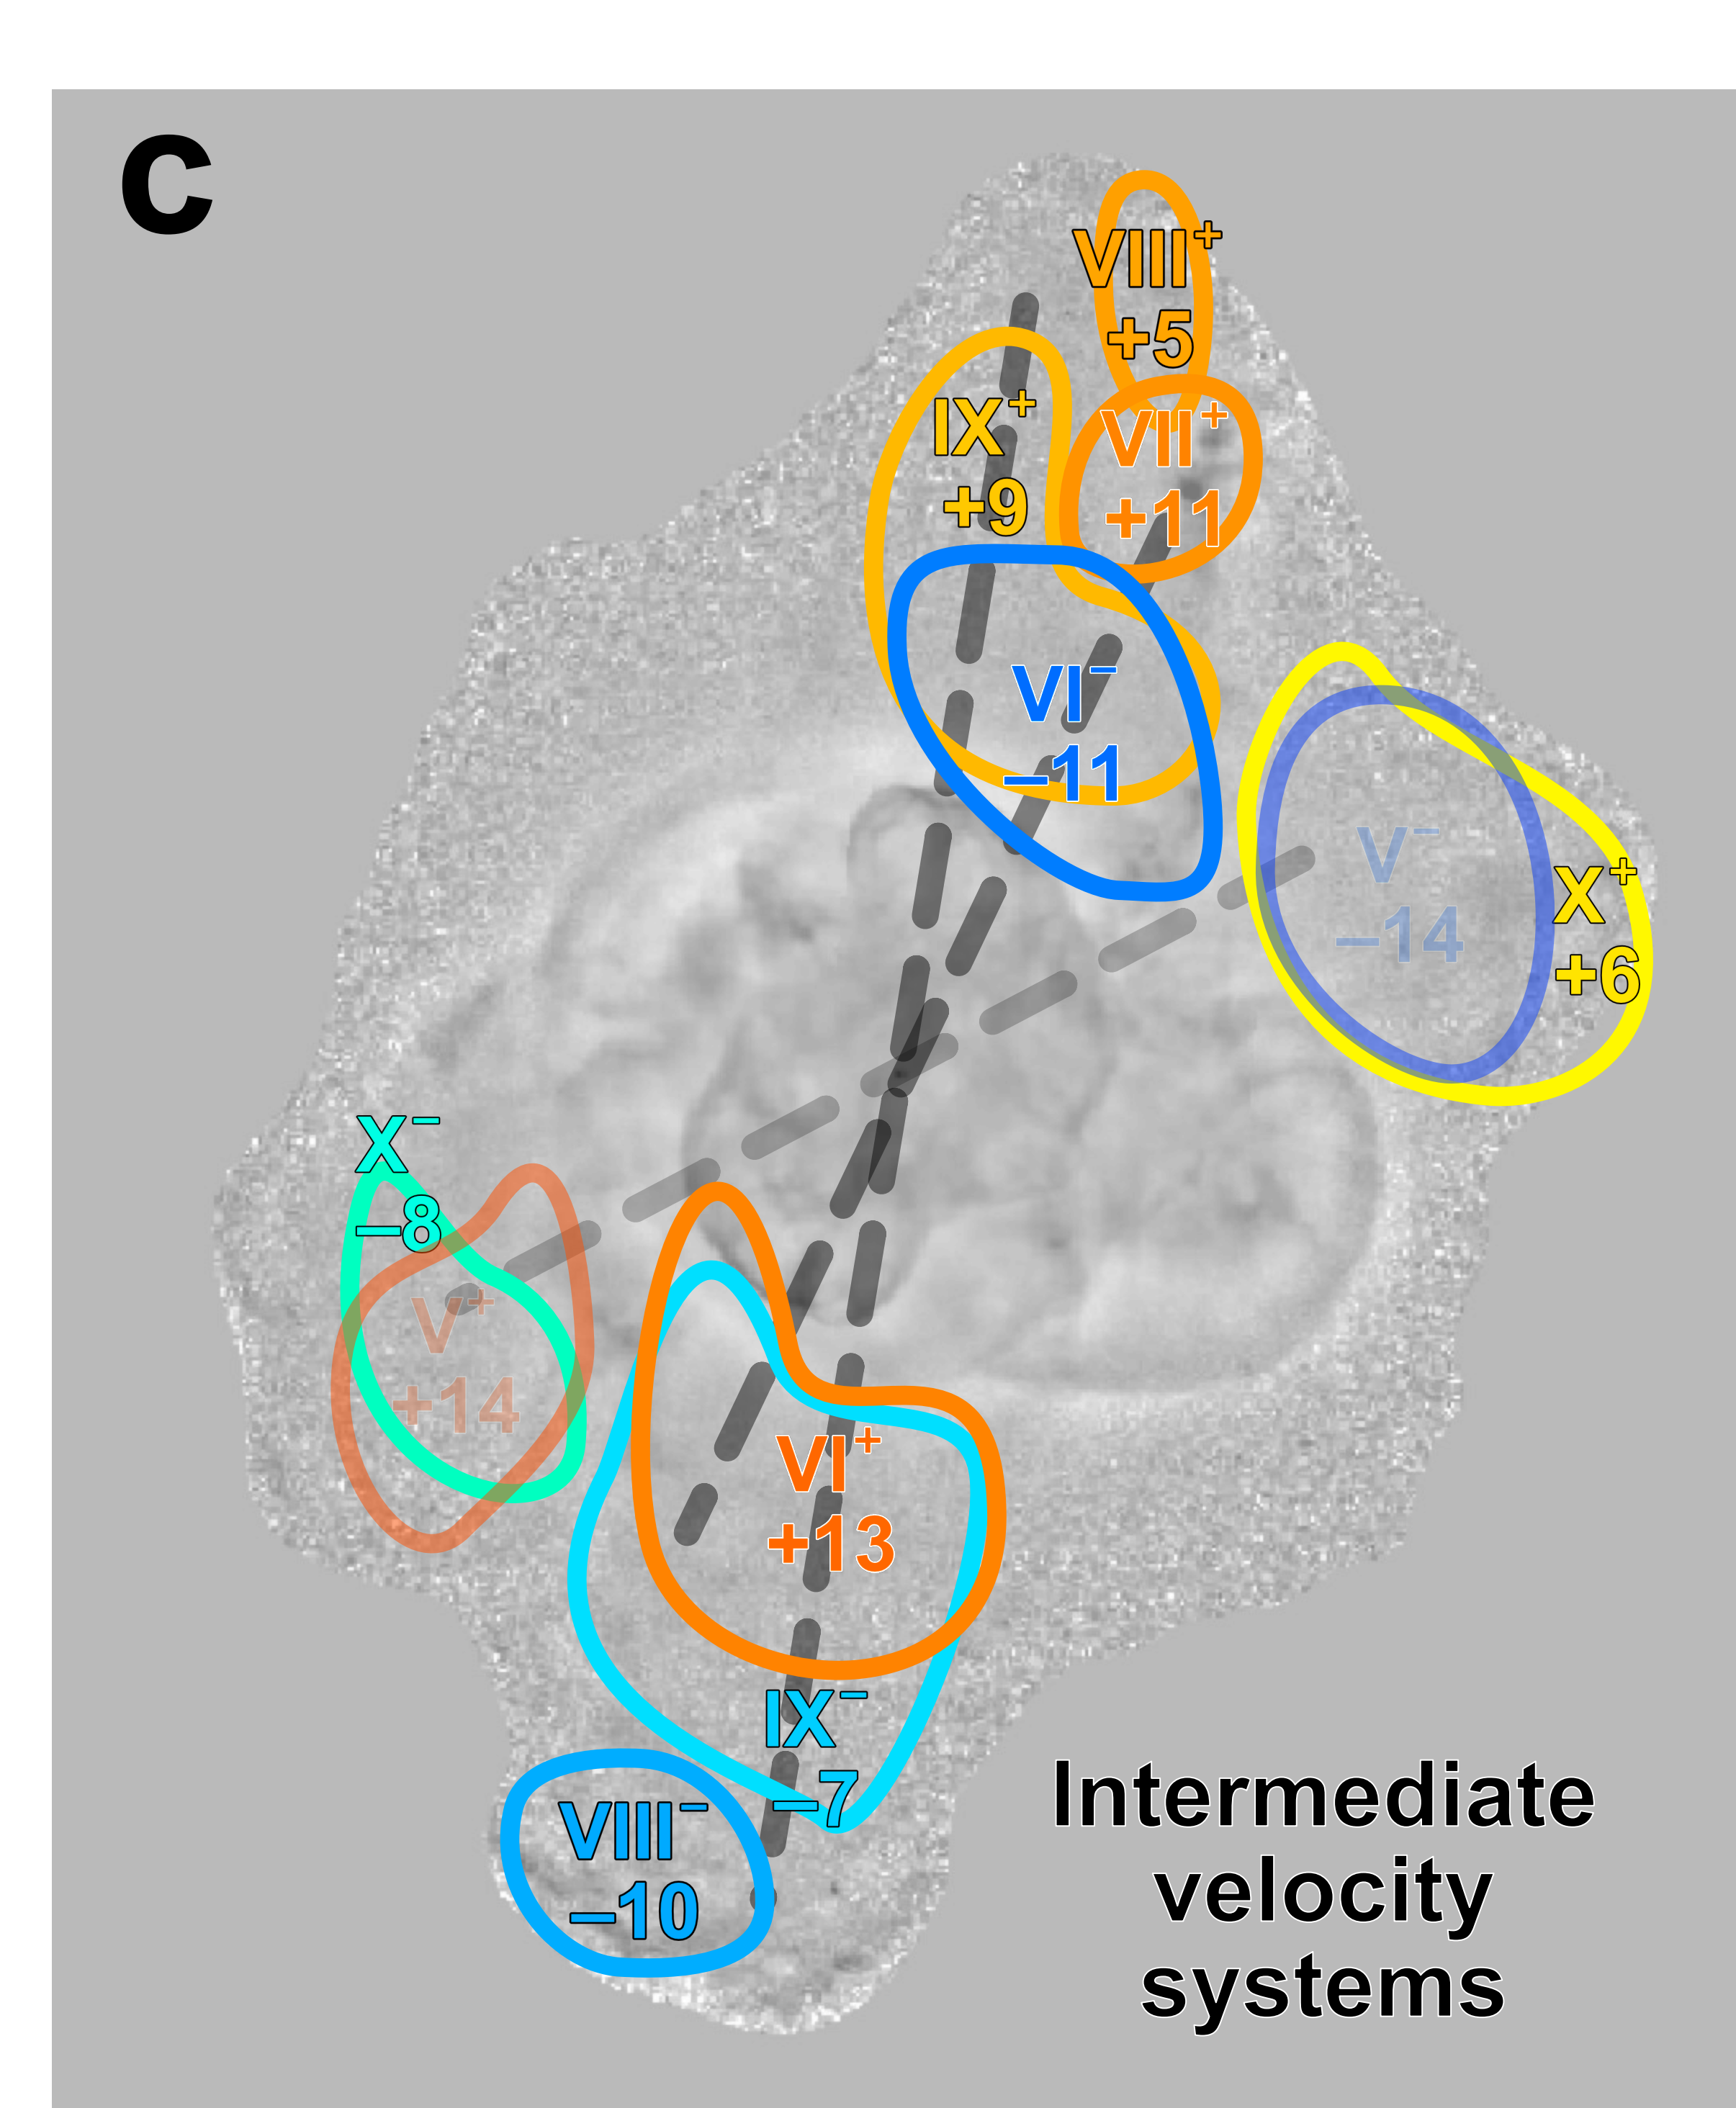 C
VIII⁺
+5
IX⁺
+9
VII⁺
+11
VI⁻
−11
V⁻
−14
X⁺
+6
X⁻
−8
V⁺
+14
VI⁺
+13
IX⁻
−7
VIII⁻
−10
Intermediate
velocity
systems